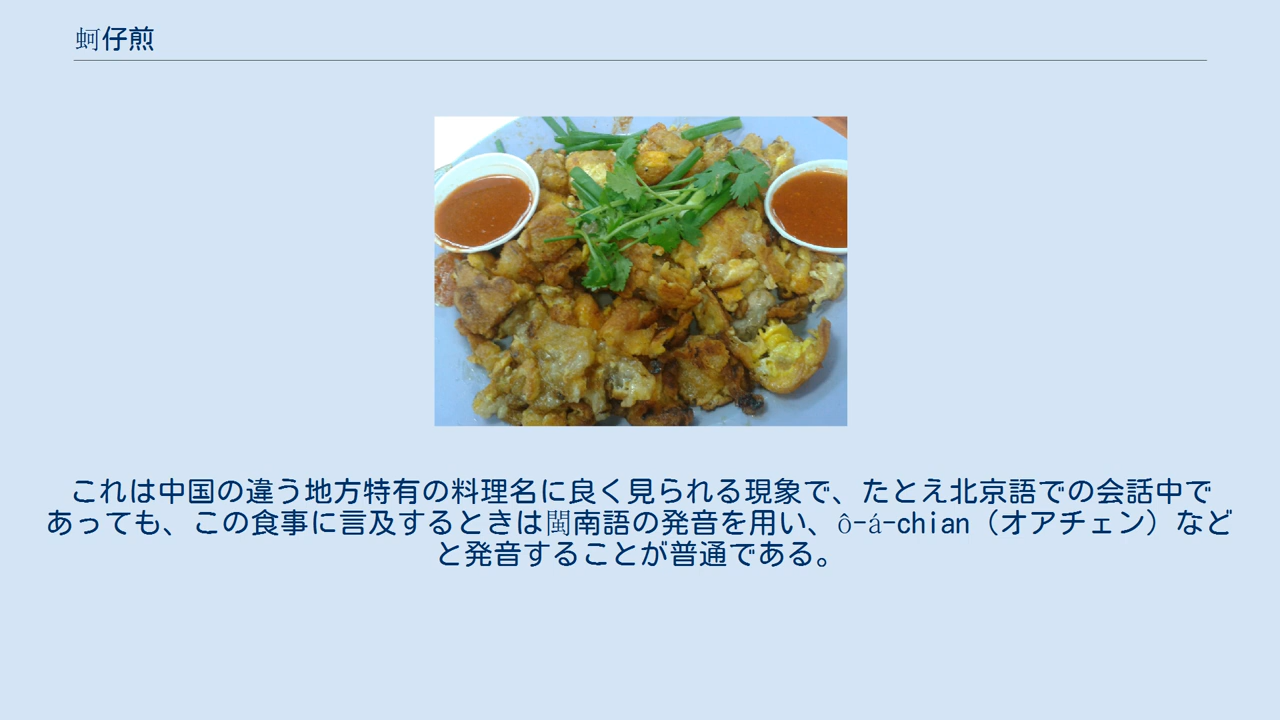 蚵仔煎
これは中国の違う地方特有の料理名に良く見られる現象で、たとえ北京語での会話中で
あっても、この食事に言及するときは閩南語の発音を用い、ô-á-chian（オアチェン）など
と発音することが普通である。